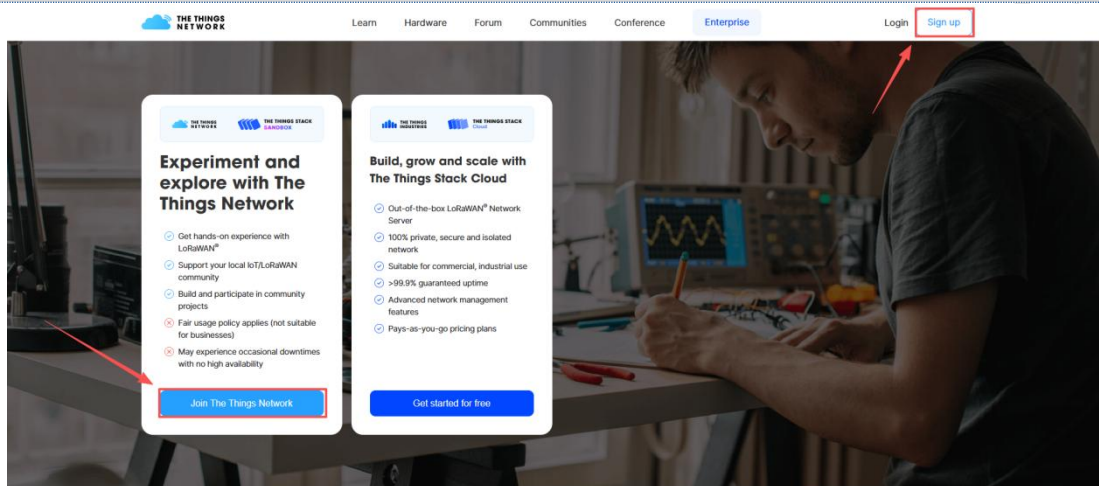 THE THINGS
NETWORK
Learn
Hardware
Forum
Communities
Conference
Enterprise
Login
Sign up
THE THINGS
NETWORK
THE THINGS STACK
SANDBOX
Experiment and
explore with The
Things Network
Get hands-on experience with
LoRaWAN®
Support your local IoT/LoRaWAN
community
Build and participate in community
projects
Fair usage policy applies (not suitable
for businesses)
May experience occasional downtimes
with no high availability
Join The Things Network
THE THINGS
INDUSTRIES
THE THINGS STACK
Cloud
Build, grow and scale with
The Things Stack Cloud
Out-of-the-box LoRaWAN® Network
Server
100% private, secure and isolated
network
Suitable for commercial, industrial use
>99.9% guaranteed uptime
Advanced network management
features
Pays-as-you-go pricing plans
Get started for free